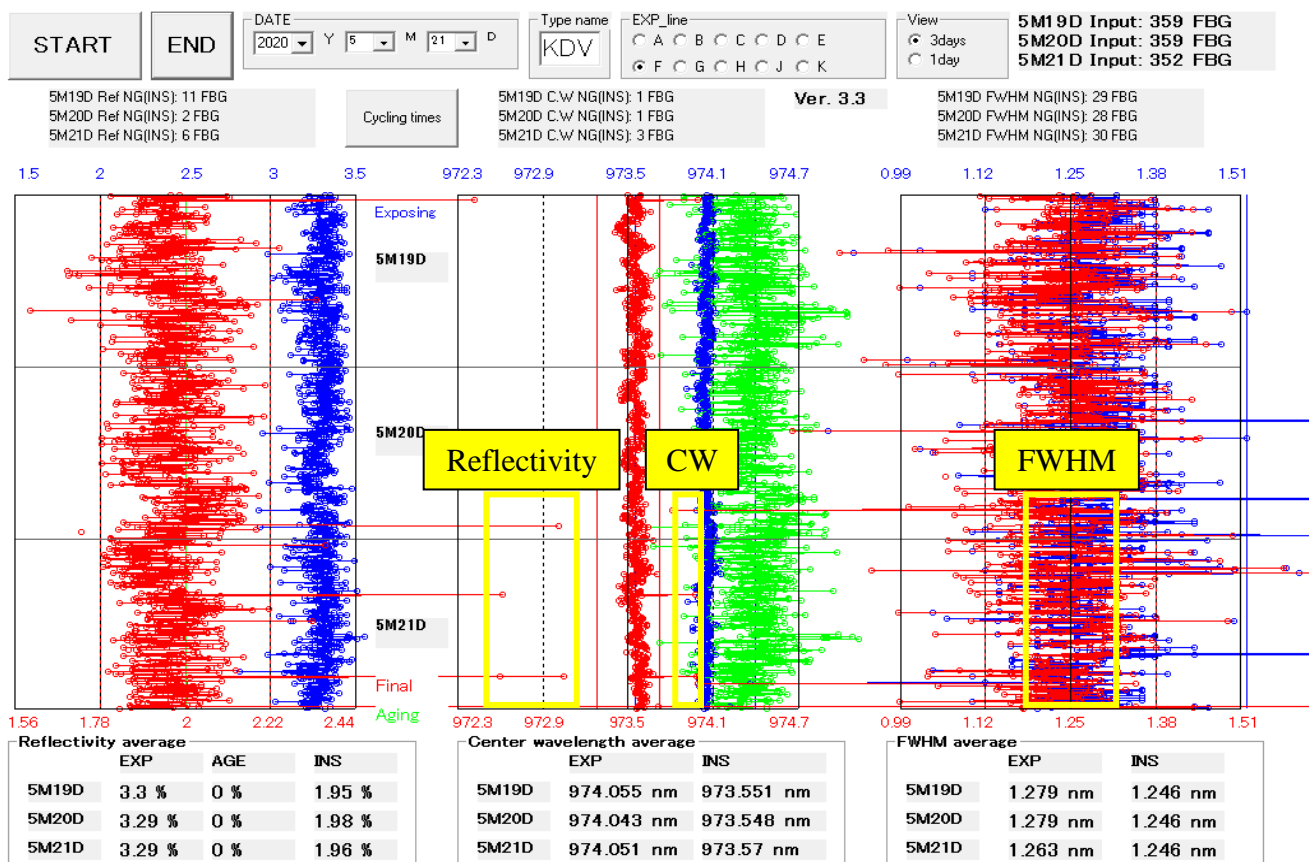 START
END
DATE
2020 Y 5 M 21 D
Type name
KDV
EXP_line
A B C D E
F G H J K
View
3days
1day
5M19D Input: 359 FBG
5M20D Input: 359 FBG
5M21D Input: 352 FBG
5M19D Ref NG(INS): 11 FBG
5M20D Ref NG(INS): 2 FBG
5M21D Ref NG(INS): 6 FBG
Cycling times
5M19D C.W NG(INS): 1 FBG
5M20D C.W NG(INS): 1 FBG
5M21D C.W NG(INS): 3 FBG
Ver. 3.3
5M19D FWHM NG(INS): 29 FBG
5M20D FWHM NG(INS): 28 FBG
5M21D FWHM NG(INS): 30 FBG
1.5 2 2.5 3 3.5 972.3 972.9 973.5 974.1 974.7 0.99 1.12 1.25 1.38 1.51
Exposing
5M19D
5M20D
Reflectivity CW FWHM
5M21D
Final
Aging
1.56 1.78 2 2.22 2.44 972.3 972.9 973.5 974.1 974.7 0.99 1.12 1.25 1.38 1.51
Reflectivity average
EXP AGE INS
5M19D 3.3 % 0 % 1.95 %
5M20D 3.29 % 0 % 1.98 %
5M21D 3.29 % 0 % 1.96 %
Center wavelength average
EXP INS
5M19D 974.055 nm 973.551 nm
5M20D 974.043 nm 973.548 nm
5M21D 974.051 nm 973.57 nm
FWHM average
EXP INS
5M19D 1.279 nm 1.246 nm
5M20D 1.279 nm 1.246 nm
5M21D 1.263 nm 1.246 nm